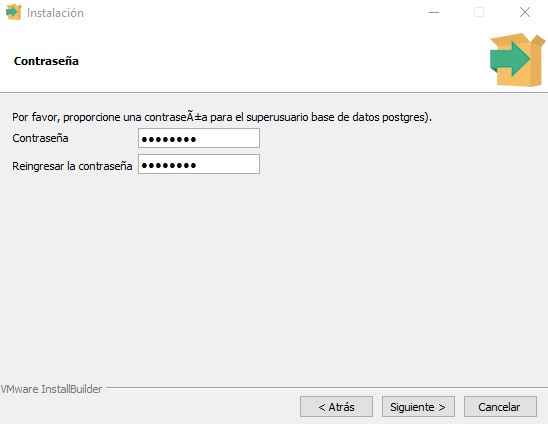 Instalación
Contraseña
Por favor, proporcione una contraseÃ±a para el superusuario base de datos postgres).
Contraseña ••••••••
Reingresar la contraseña ••••••••
VMware InstallBuilder
< Atrás Siguiente > Cancelar